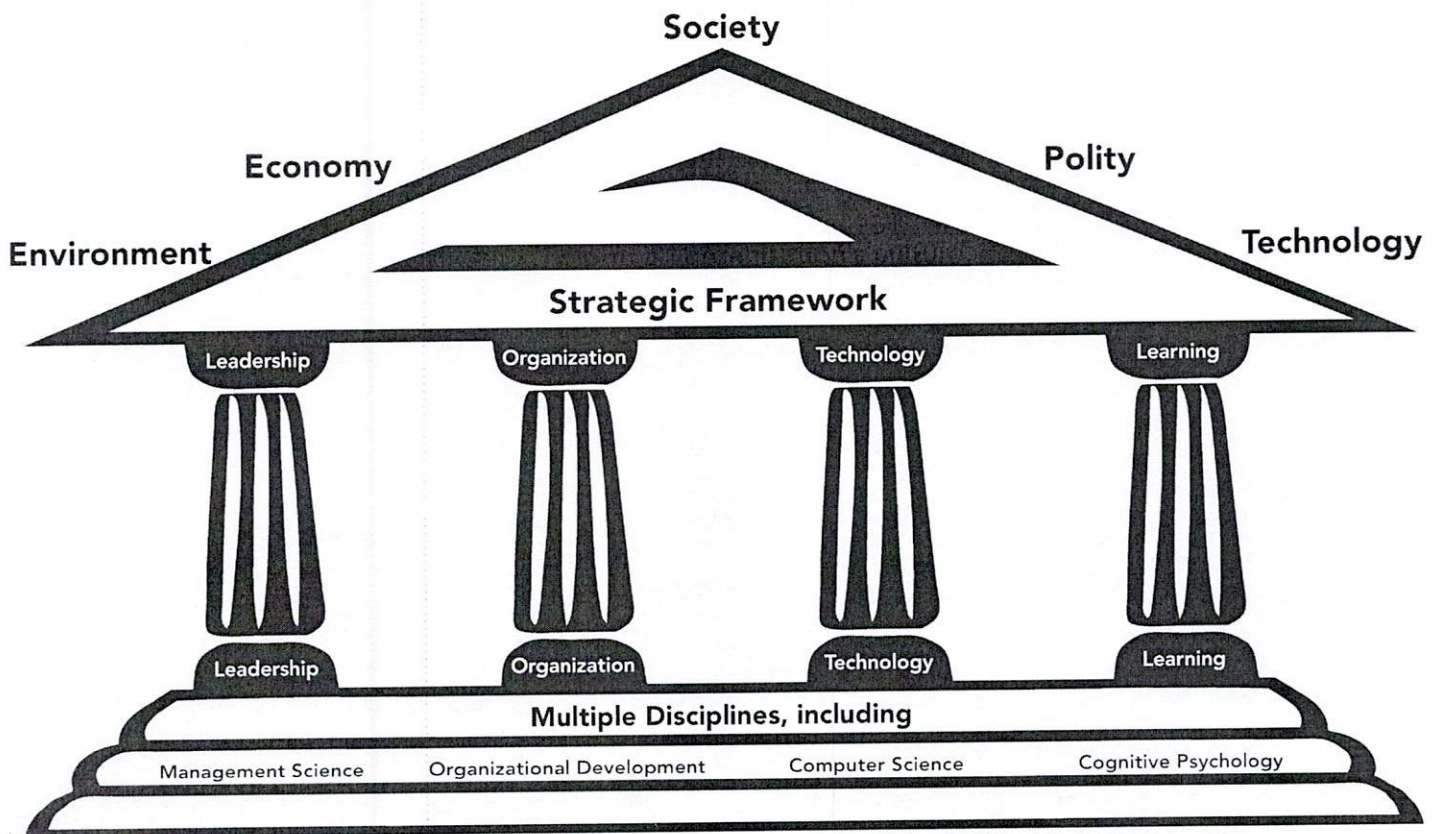 Society
Economy
Polity
Environment
Technology
Strategic Framework
Leadership
Organization
Technology
Learning
Leadership
Organization
Technology
Learning
Multiple Disciplines, including
Management Science
Organizational Development
Computer Science
Cognitive Psychology